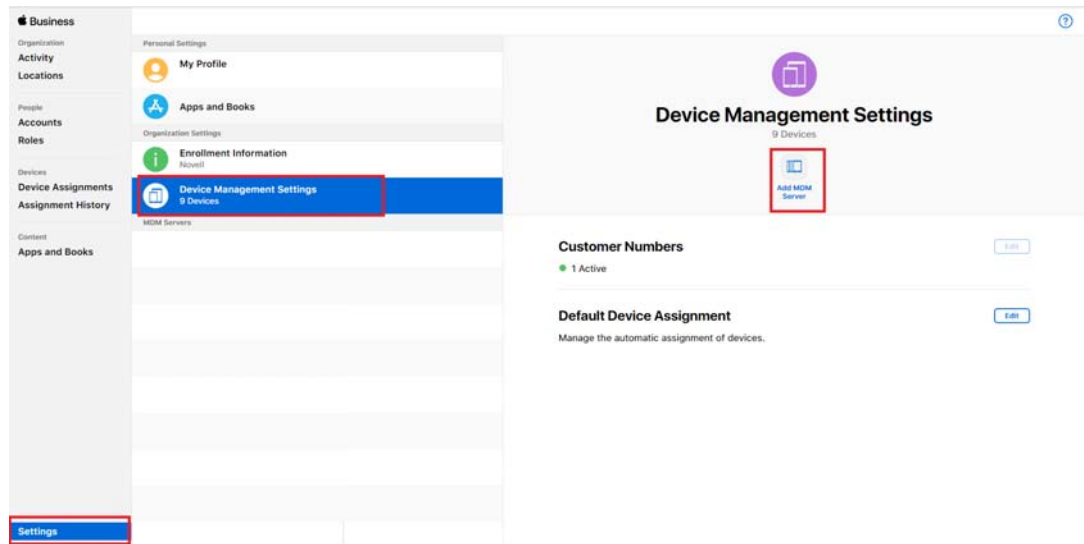 Business
Organization
Activity
Locations
People
Accounts
Roles
Devices
Device Assignments
Assignment History
Content
Apps and Books
Settings
Personal Settings
My Profile
Apps and Books
Organization Settings
Enrollment Information
Novell
Device Management Settings
9 Devices
MDM Servers
?
Device Management Settings
9 Devices
Add MDM
Server
Customer Numbers
Edit
1 Active
Default Device Assignment
Edit
Manage the automatic assignment of devices.